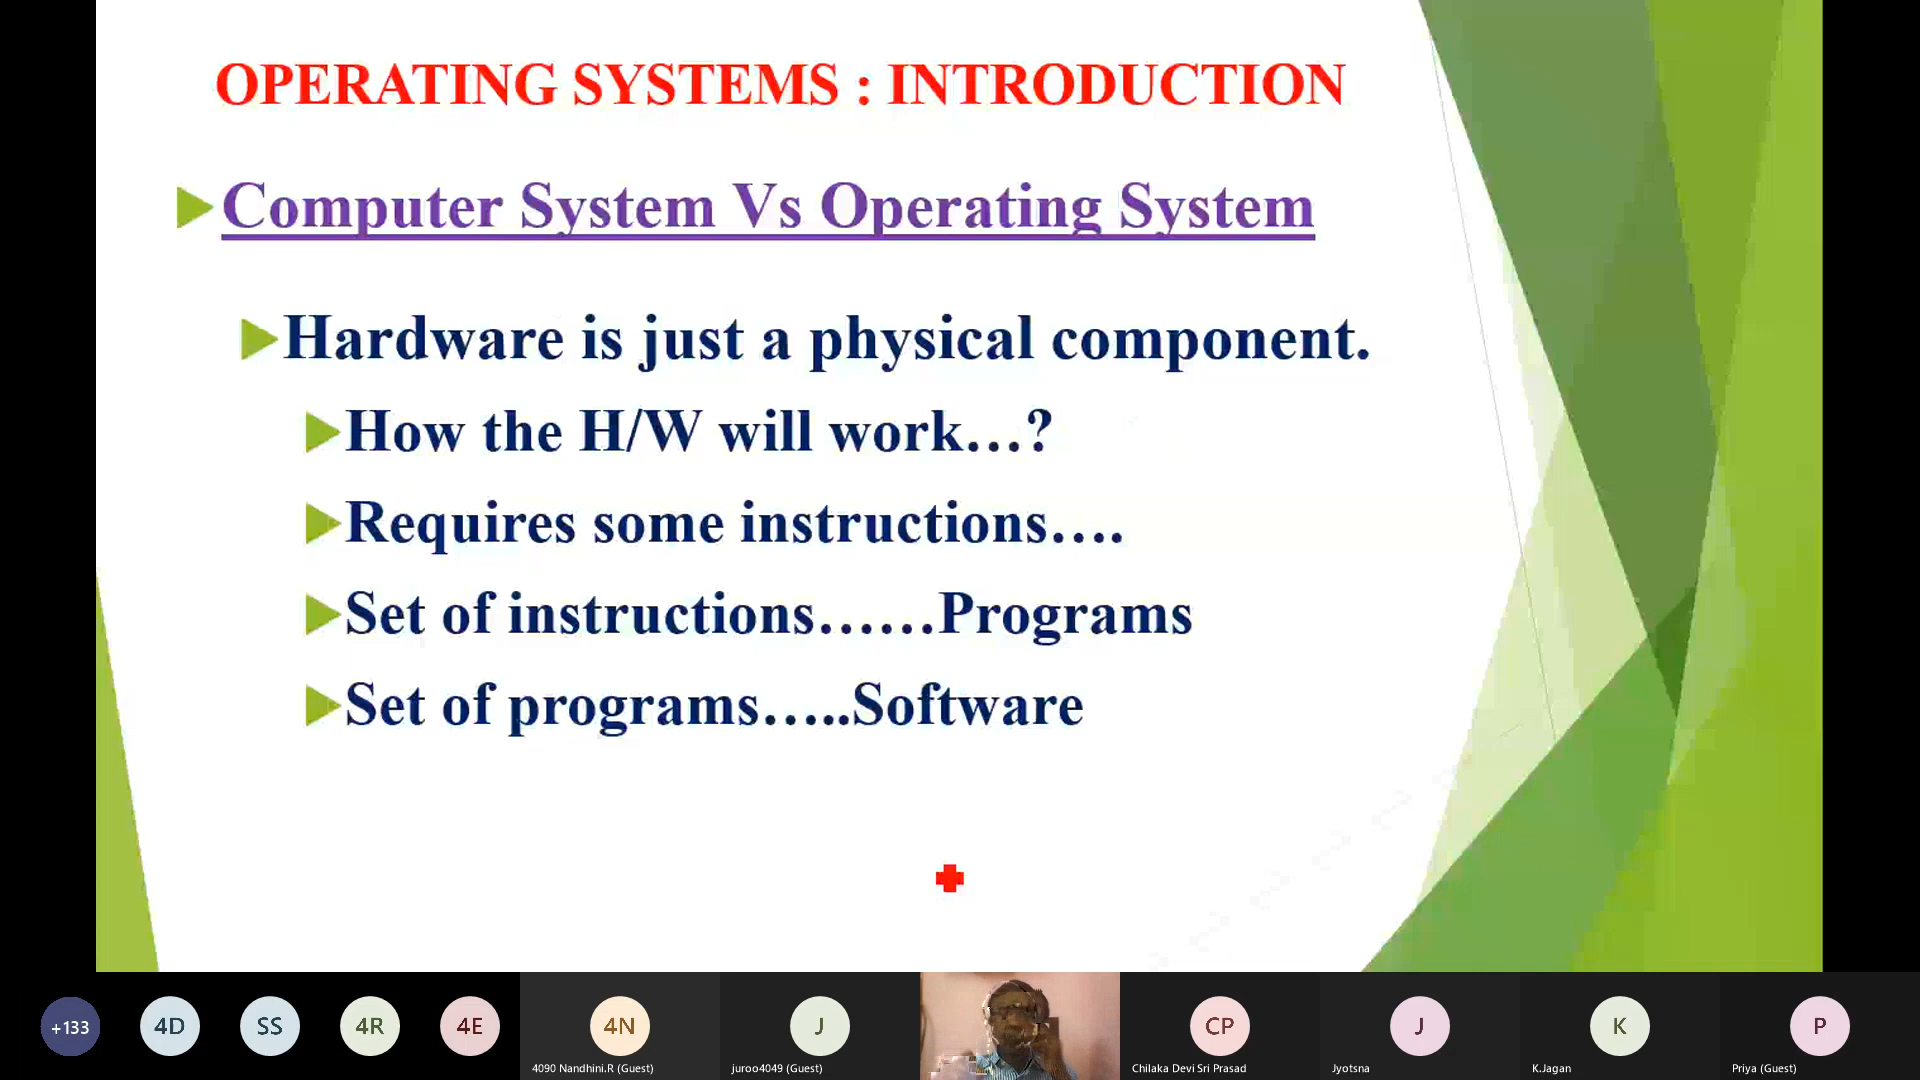 OPERATING SYSTEMS : INTRODUCTION
Computer System Vs Operating System
Hardware is just a physical component.
How the H/W will work…?
Requires some instructions….
Set of instructions……Programs
Set of programs…..Software
+133
4D
SS
4R
4E
4N
J
CP
J
K
P
4090 Nandhini.R (Guest)
juroo4049 (Guest)
Chilaka Devi Sri Prasad
Jyotsna
K.Jagan
Priya (Guest)